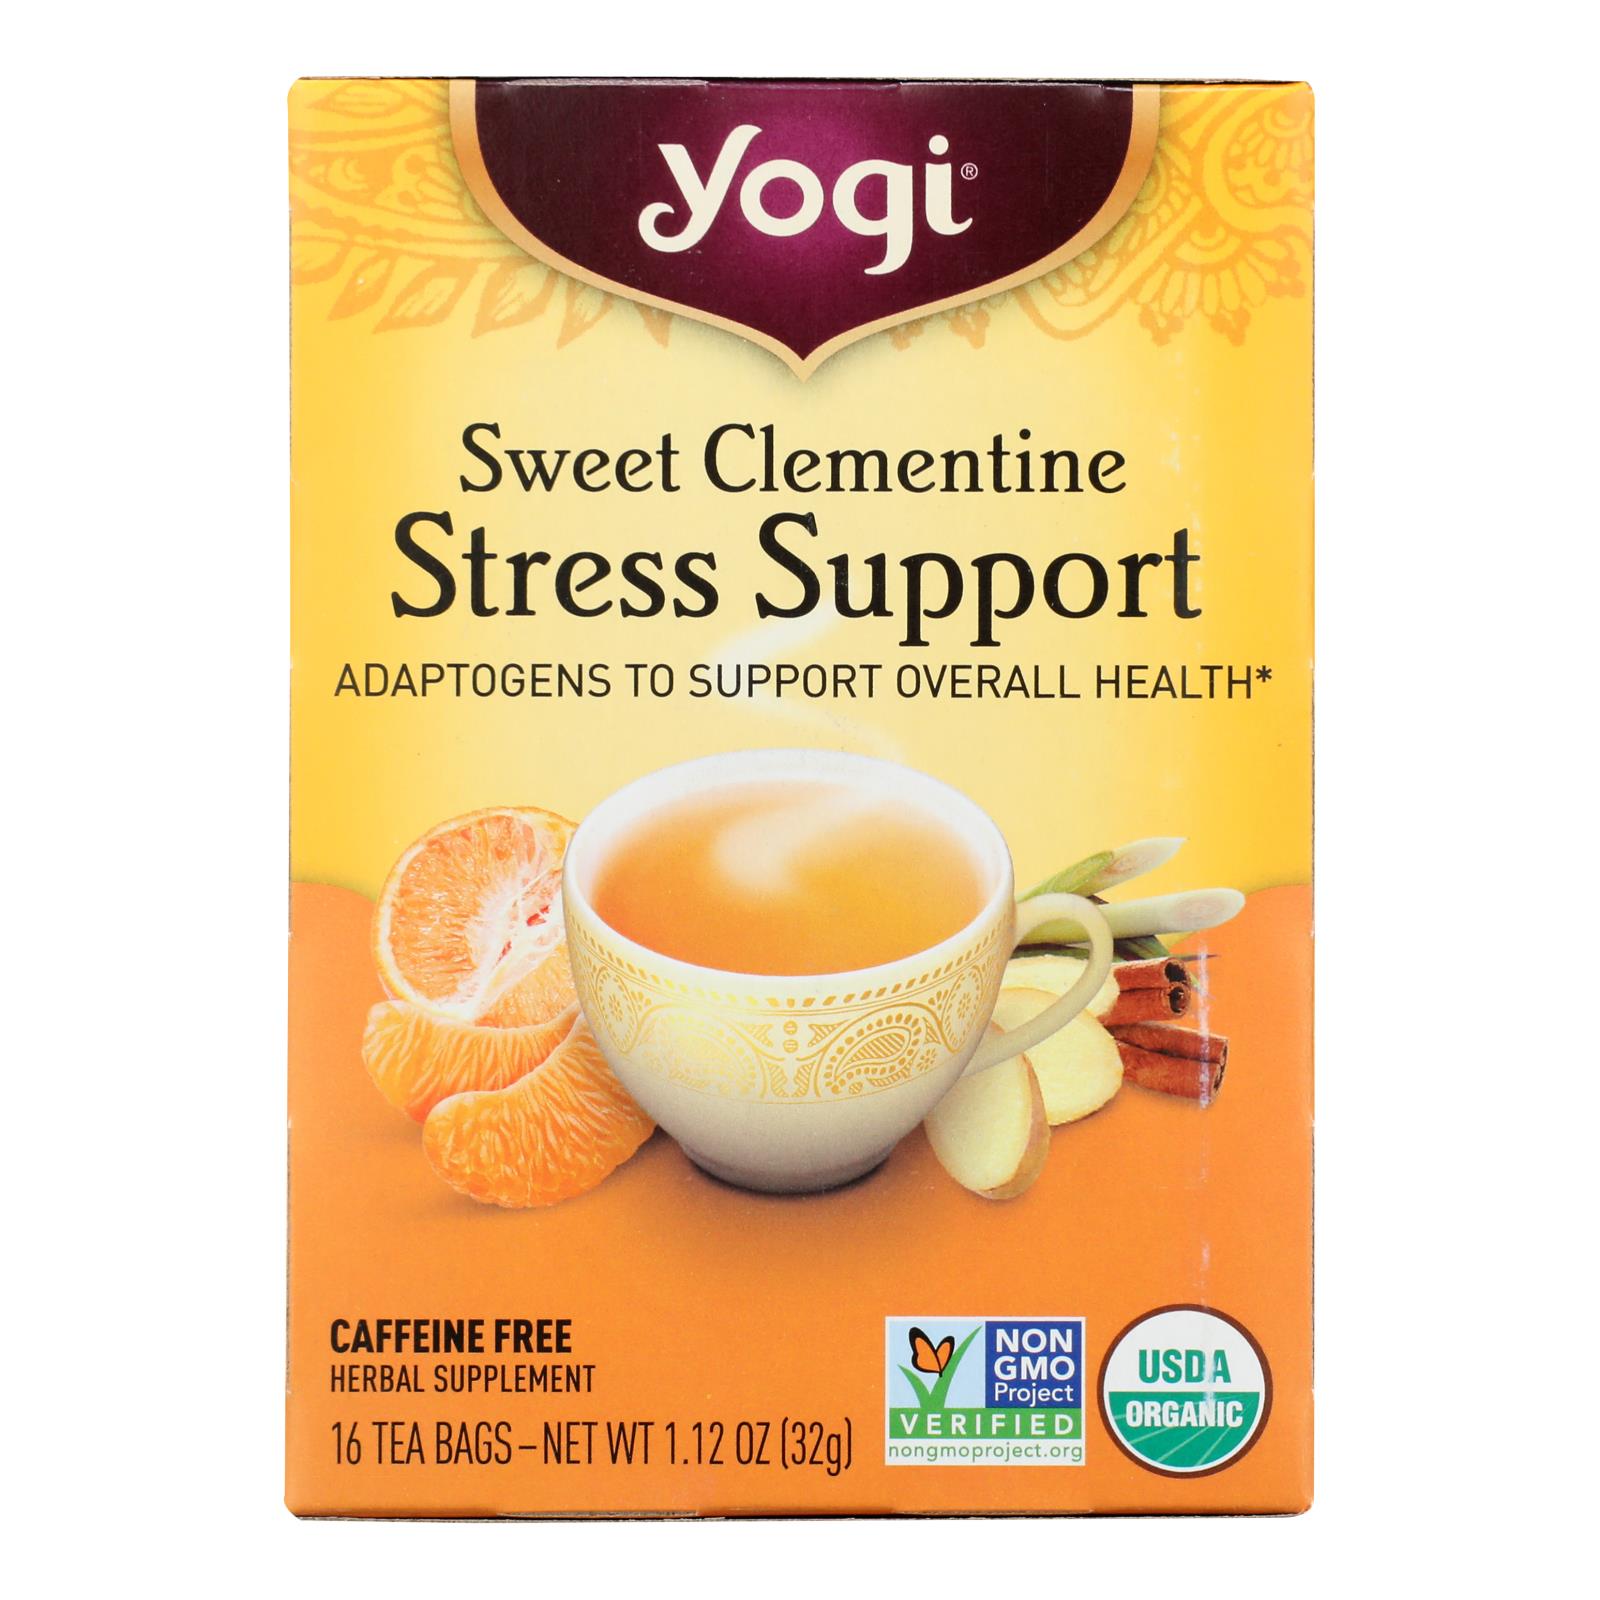 yogi®
Sweet Clementine
Stress Support
ADAPTOGENS TO SUPPORT OVERALL HEALTH*
CAFFEINE FREE
HERBAL SUPPLEMENT
16 TEA BAGS – NET WT 1.12 OZ (32g)
NON
GMO
Project
VERIFIED
nongmoproject.org
USDA
ORGANIC